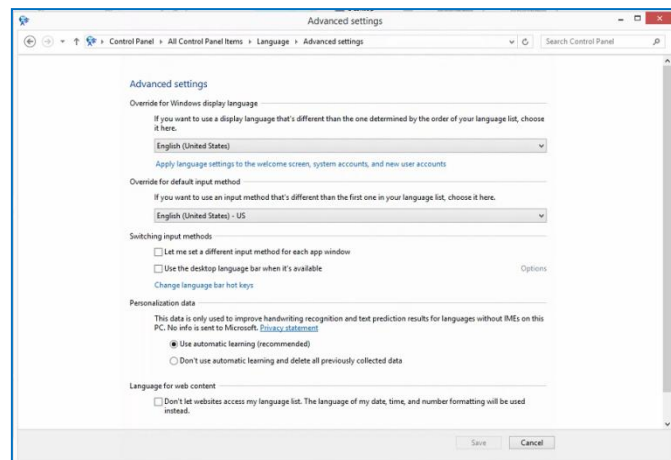 Advanced settings
Control Panel ▸ All Control Panel Items ▸ Language ▸ Advanced settings
Search Control Panel
Advanced settings
Override for Windows display language
If you want to use a display language that's different than the one determined by the order of your language list, choose
it here.
English (United States)
Apply language settings to the welcome screen, system accounts, and new user accounts
Override for default input method
If you want to use an input method that's different than the first one in your language list, choose it here.
English (United States) - US
Switching input methods
Let me set a different input method for each app window
Use the desktop language bar when it's available
Options
Change language bar hot keys
Personalization data
This data is only used to improve handwriting recognition and text prediction results for languages without IMEs on this
PC. No info is sent to Microsoft. Privacy statement
Use automatic learning (recommended)
Don't use automatic learning and delete all previously collected data
Language for web content
Don't let websites access my language list. The language of my date, time, and number formatting will be used
instead.
Save
Cancel